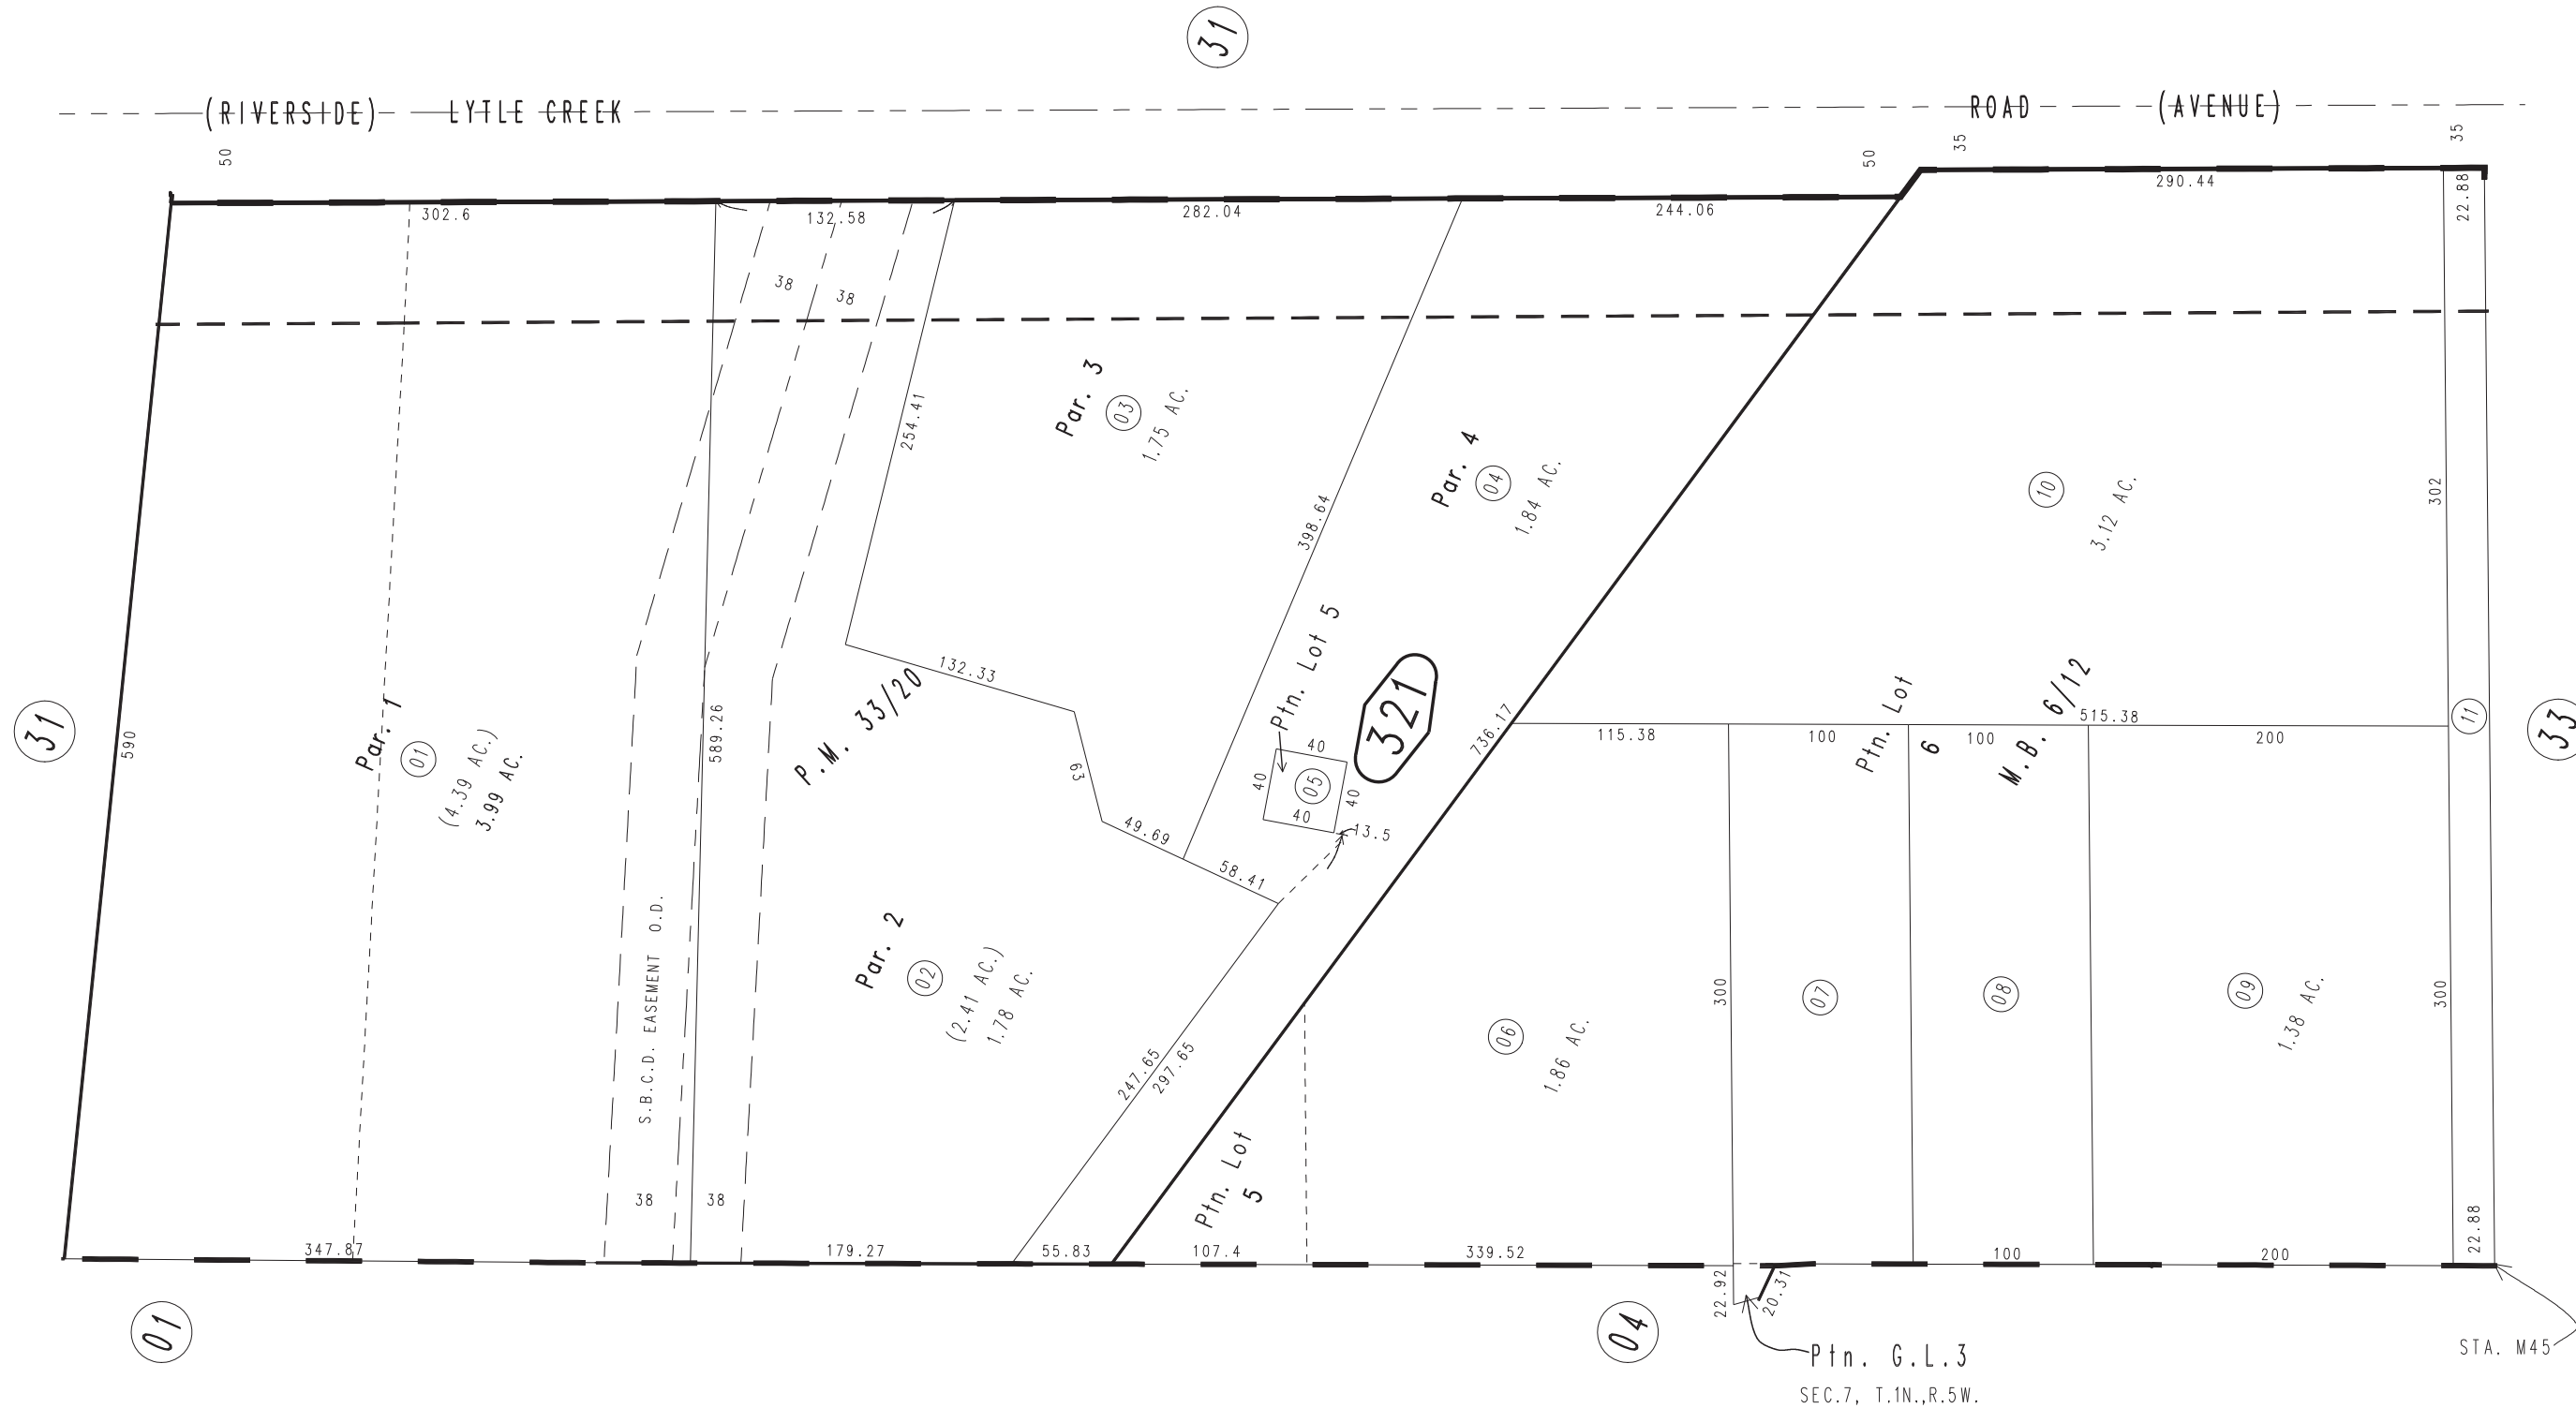 31
(RIVERSIDE) LYTLE CREEK ROAD (AVENUE)
50
50
35
35
302.6
132.58
282.04
244.06
290.44
22.88
38
38
Par. 3
03
1.75 AC.
254.41
398.64
Par. 4
04
1.84 AC.
10
3.12 AC.
302
31
590
Par. 1
01
(4.39 AC.)
3.99 AC.
589.26
P.M. 33/20
132.33
63
49.69
58.41
Ptn. Lot 5
40
40
05
40
40
13.5
321
736.17
115.38
100
Ptn. Lot
6
100
M.B. 6/12
515.38
200
11
33
S.B.C.D. EASEMENT O.D.
Par. 2
02
(2.41 AC.)
1.78 AC.
247.65
297.65
06
1.86 AC.
300
07
08
09
1.38 AC.
300
Ptn. Lot
5
38
38
347.87
179.27
55.83
107.4
339.52
100
200
22.88
22.92
20.31
01
04
Ptn. G.L.3
SEC.7, T.1N.,R.5W.
STA. M45